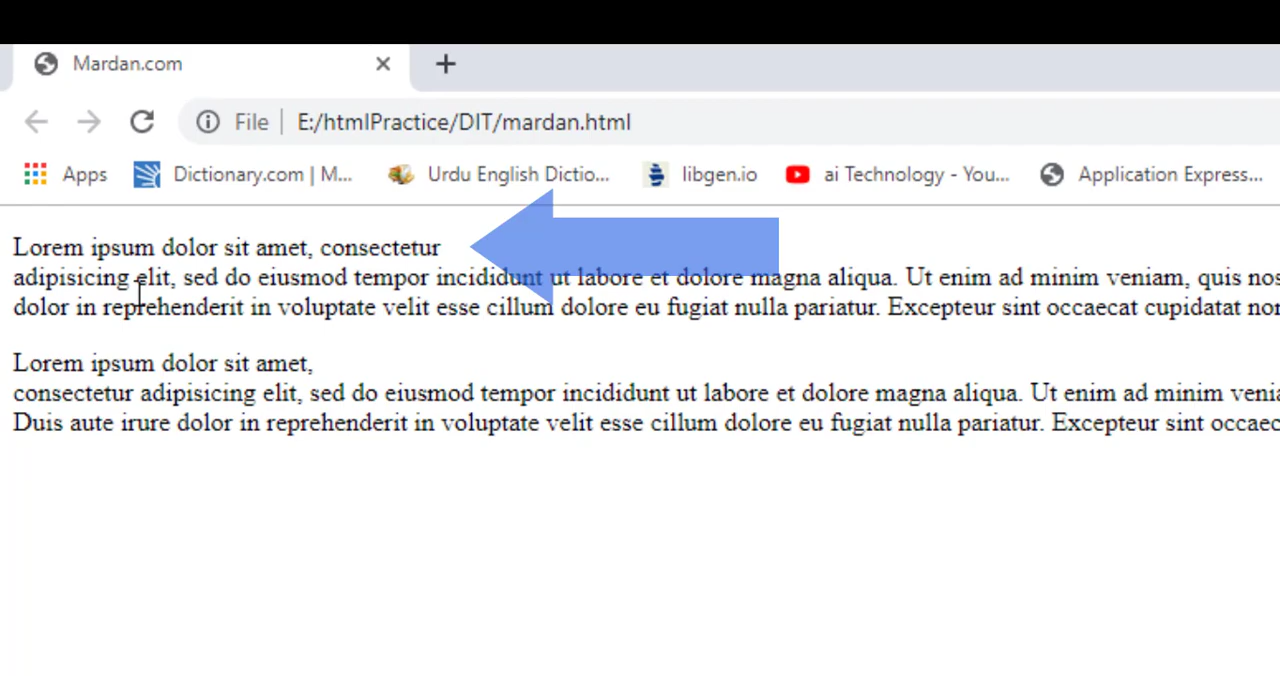 Mardan.com
File | E:/htmlPractice/DIT/mardan.html
Apps Dictionary.com | M... Urdu English Dictio... libgen.io ai Technology - You... Application Express...
Lorem ipsum dolor sit amet, consectetur
adipisicing elit, sed do eiusmod tempor incididunt ut labore et dolore magna aliqua. Ut enim ad minim veniam, quis nos
dolor in reprehenderit in voluptate velit esse cillum dolore eu fugiat nulla pariatur. Excepteur sint occaecat cupidatat non
Lorem ipsum dolor sit amet,
consectetur adipisicing elit, sed do eiusmod tempor incididunt ut labore et dolore magna aliqua. Ut enim ad minim venia
Duis aute irure dolor in reprehenderit in voluptate velit esse cillum dolore eu fugiat nulla pariatur. Excepteur sint occaec